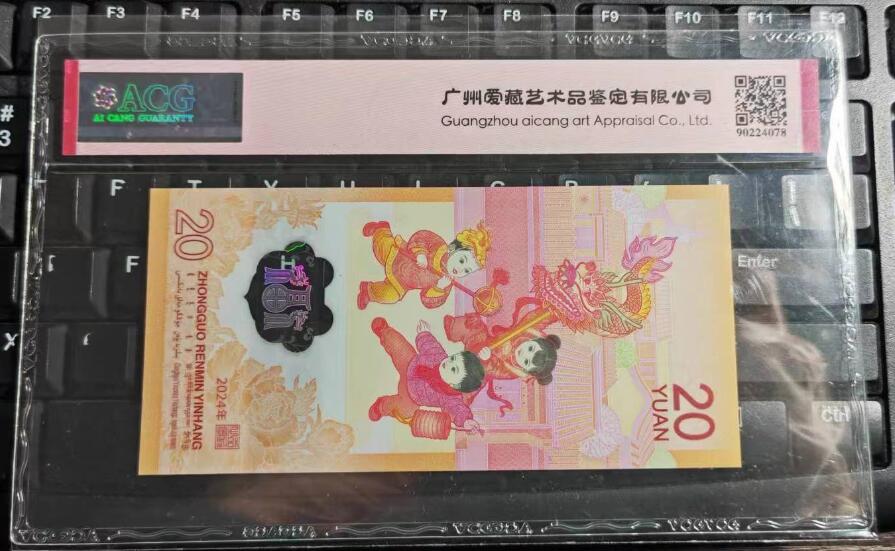 F2 F3 F4 F5 F6 F7 F8 F9 F10 F11 F12
#
3
ACG
AI CANG GUARANTY
广州爱藏艺术品鉴定有限公司
Guangzhou aicang art Appraisal Co., Ltd.
90224078
20
ZHONGGUO RENMIN YINHANG
2024年
20
YUAN
F
Enter
X
Ctrl